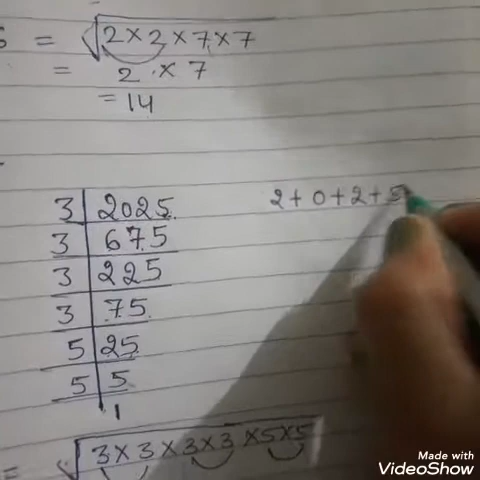 = √2×2×7×7
= 2 × 7
= 14
3 | 2025
2+0+2+5
3 | 675
3 | 225
3 | 75
5 | 25
5 | 5
1
= √3×3×3×3×5×5
Made with
VideoShow